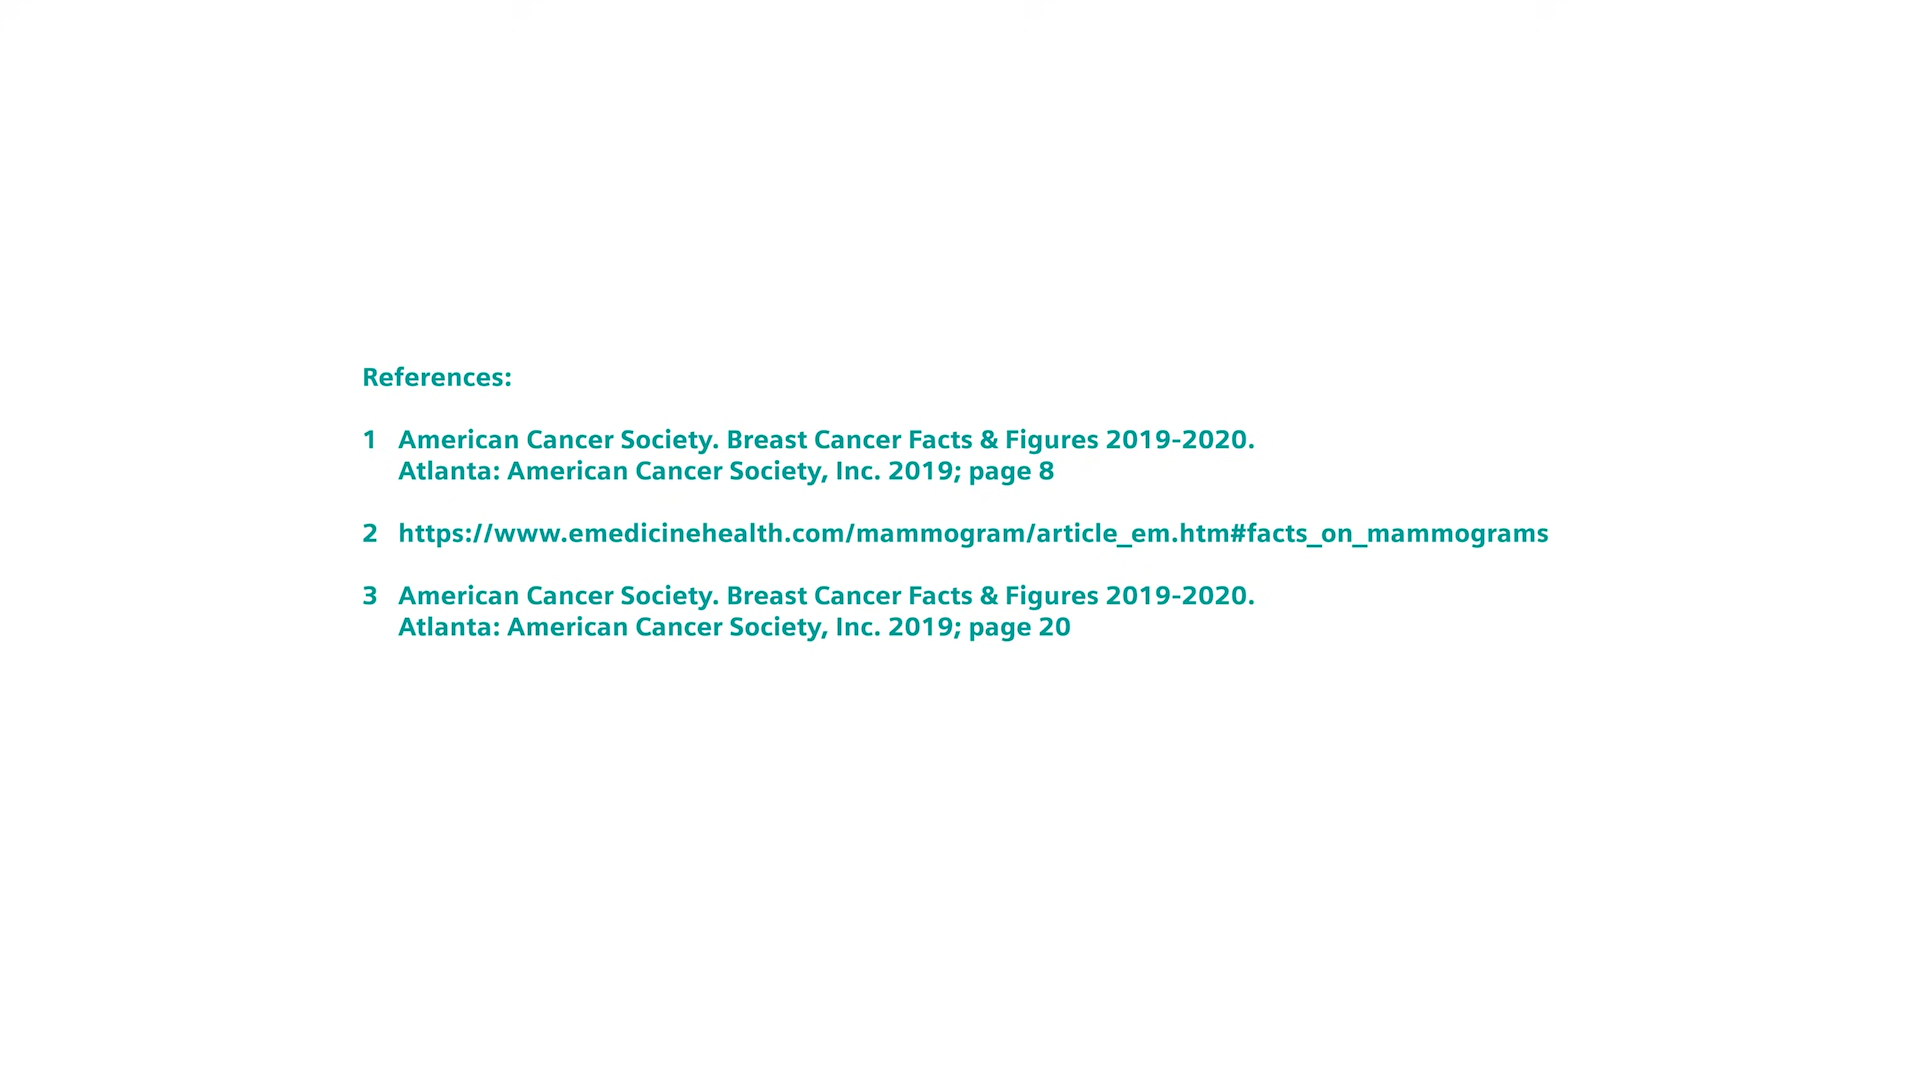 References:
1 American Cancer Society. Breast Cancer Facts & Figures 2019-2020.
Atlanta: American Cancer Society, Inc. 2019; page 8
2 https://www.emedicinehealth.com/mammogram/article_em.htm#facts_on_mammograms
3 American Cancer Society. Breast Cancer Facts & Figures 2019-2020.
Atlanta: American Cancer Society, Inc. 2019; page 20